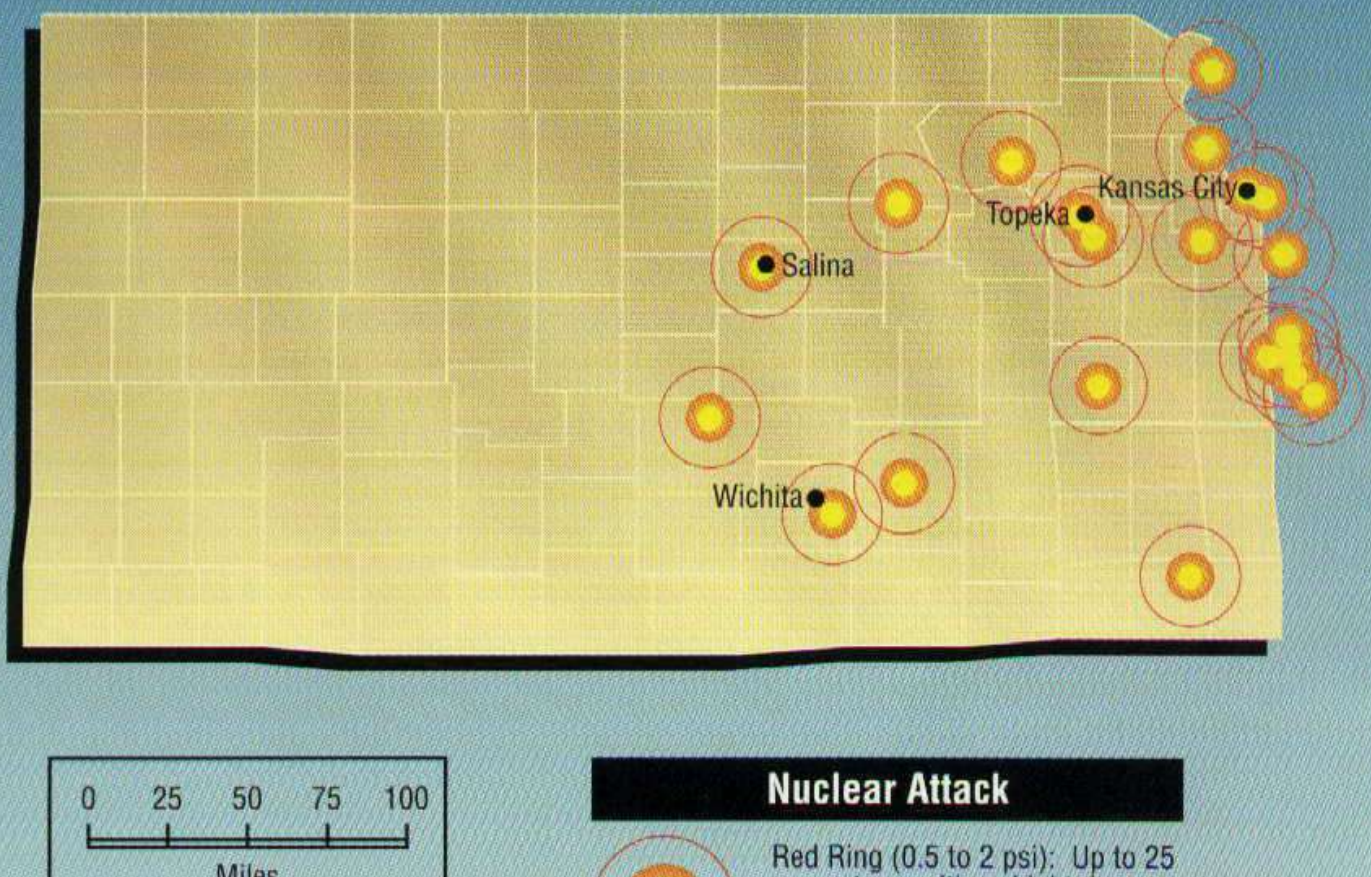 Kansas City
Topeka
Salina
Wichita
0 25 50 75 100
Miles
Nuclear Attack
Red Ring (0.5 to 2 psi): Up to 25